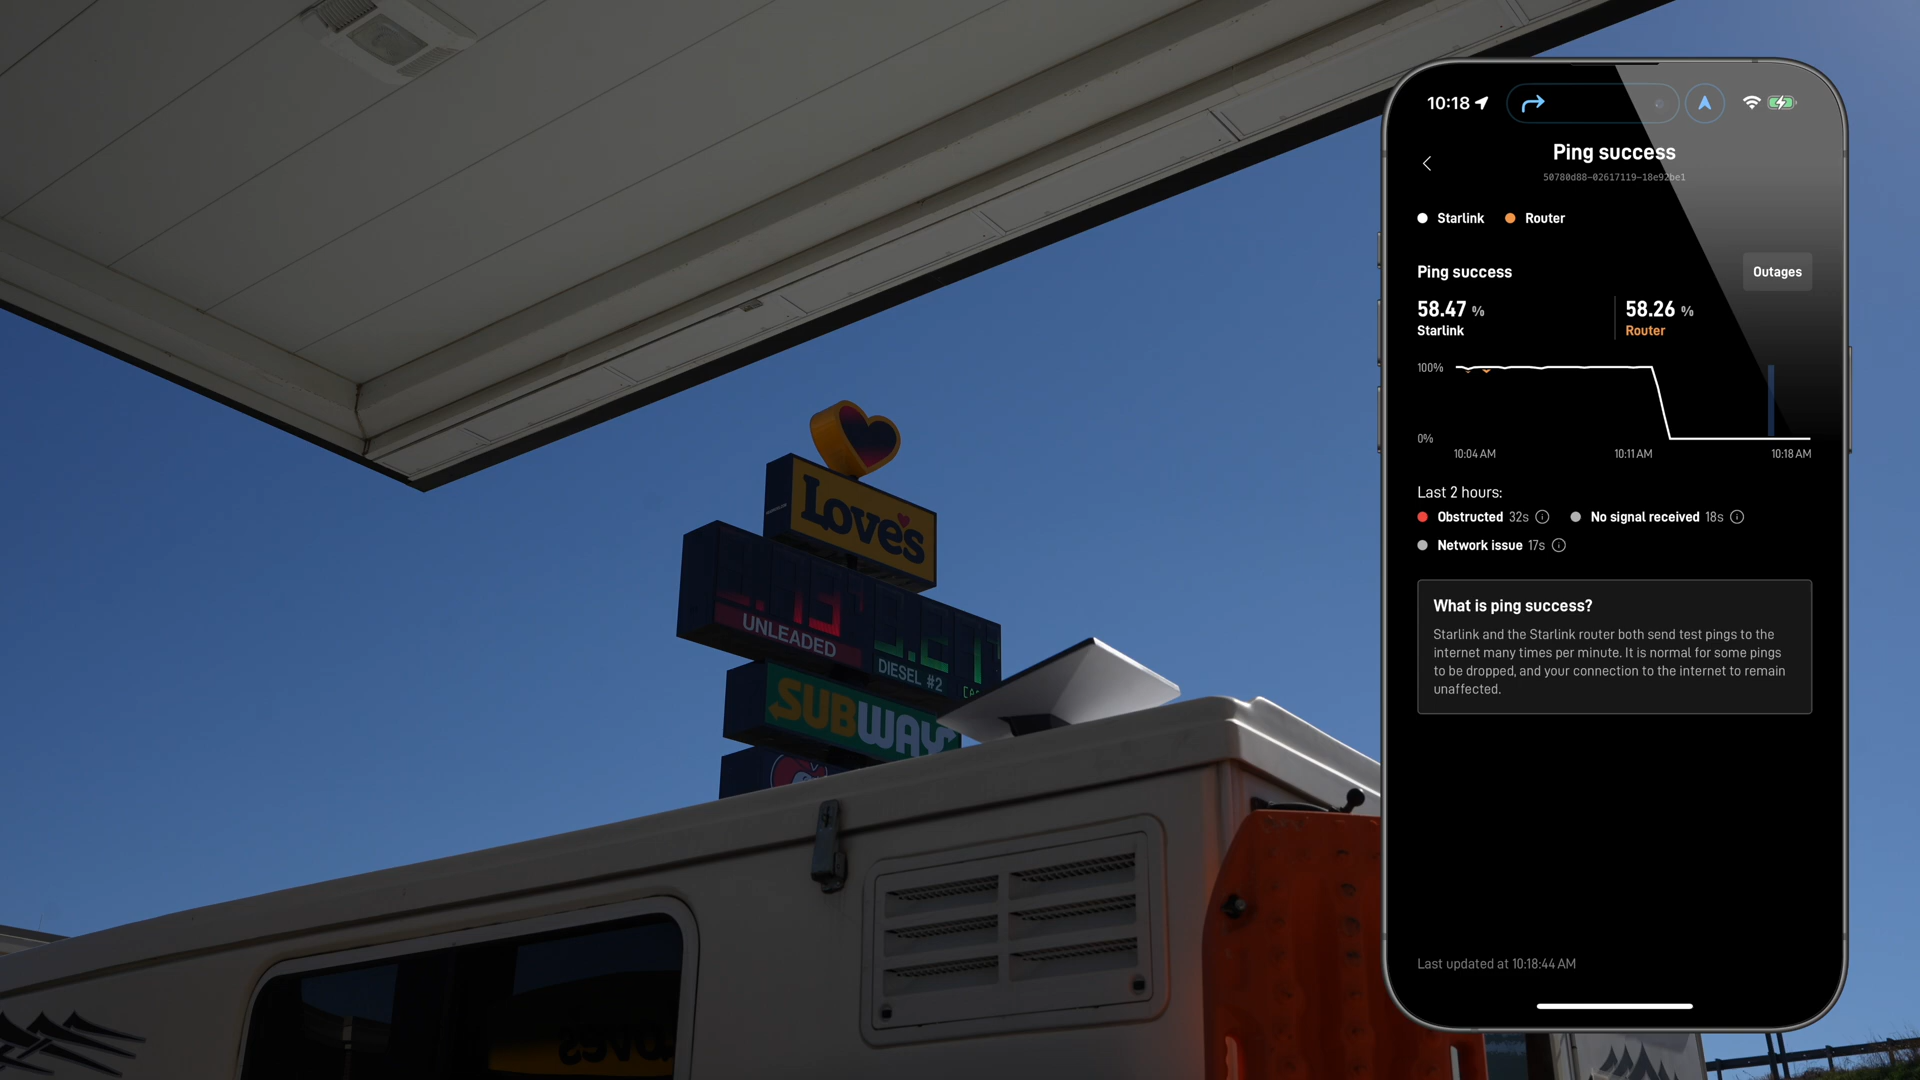 Love's
UNLEADED
DIESEL #2
SUBWAY
10:18
Ping success
50780d88-02617119-18e92be1
Starlink
Router
Ping success
Outages
58.47 %
Starlink
58.26 %
Router
100%
0%
10:04 AM
10:11 AM
10:18 AM
Last 2 hours:
Obstructed 32s
No signal received 18s
Network issue 17s
What is ping success?
Starlink and the Starlink router both send test pings to the
internet many times per minute. It is normal for some pings
to be dropped, and your connection to the internet to remain
unaffected.
Last updated at 10:18:44 AM